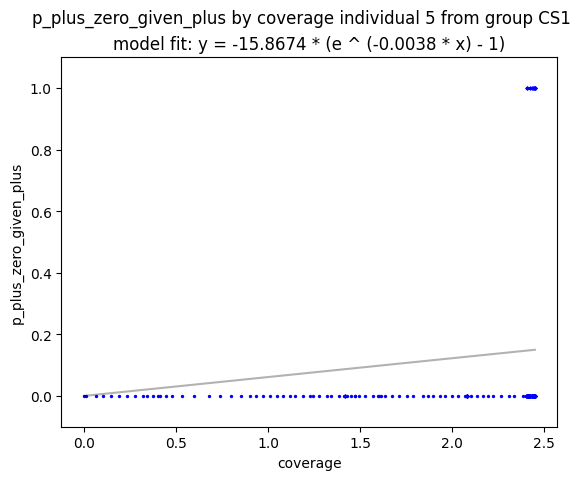 p_plus_zero_given_plus by coverage individual 5 from group CS1
model fit: y = -15.8674 * (e ^ (-0.0038 * x) - 1)
1.0
0.8
0.6
0.4
0.2
0.0
p_plus_zero_given_plus
0.0 0.5 1.0 1.5 2.0 2.5
coverage